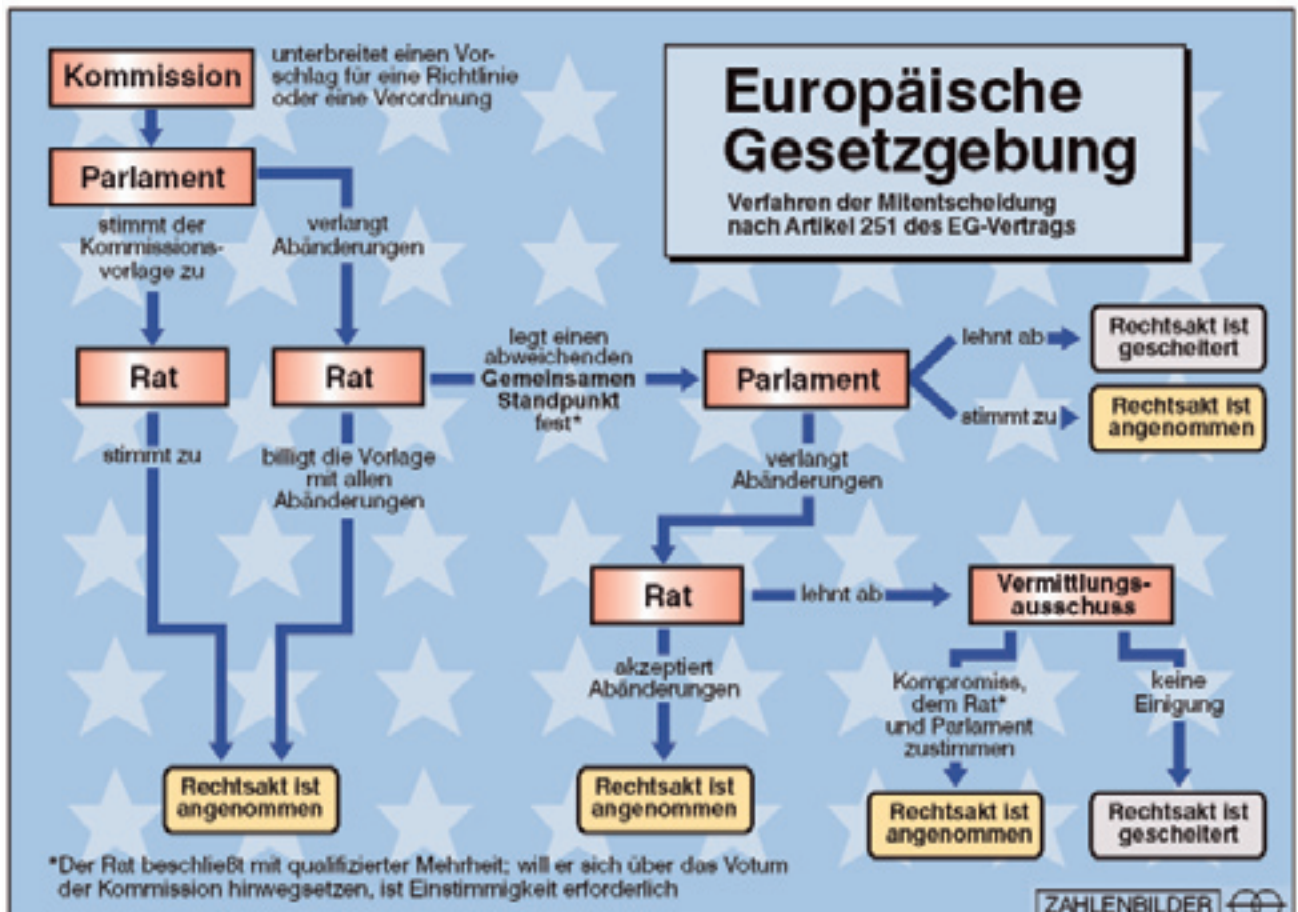 Kommission
unterbreitet einen Vor-
schlag für eine Richtlinie
oder eine Verordnung
Europäische
Gesetzgebung
Verfahren der Mitentscheidung
nach Artikel 251 des EG-Vertrags
Parlament
stimmt der
Kommissions-
vorlage zu
verlangt
Abänderungen
Rat
Rat
legt einen
abweichenden
Gemeinsamen
Standpunkt
fest*
Parlament
lehnt ab
Rechtsakt ist
gescheitert
stimmt zu
Rechtsakt ist
angenommen
stimmt zu
billigt die Vorlage
mit allen
Abänderungen
verlangt
Abänderungen
Rat
lehnt ab
Vermittlungs-
ausschuss
akzeptiert
Abänderungen
Kompromiss,
dem Rat*
und Parlament
zustimmen
keine
Einigung
Rechtsakt ist
angenommen
Rechtsakt ist
angenommen
Rechtsakt ist
angenommen
Rechtsakt ist
gescheitert
*Der Rat beschließt mit qualifizierter Mehrheit; will er sich über das Votum
der Kommission hinwegsetzen, ist Einstimmigkeit erforderlich
ZAHLENBILDER